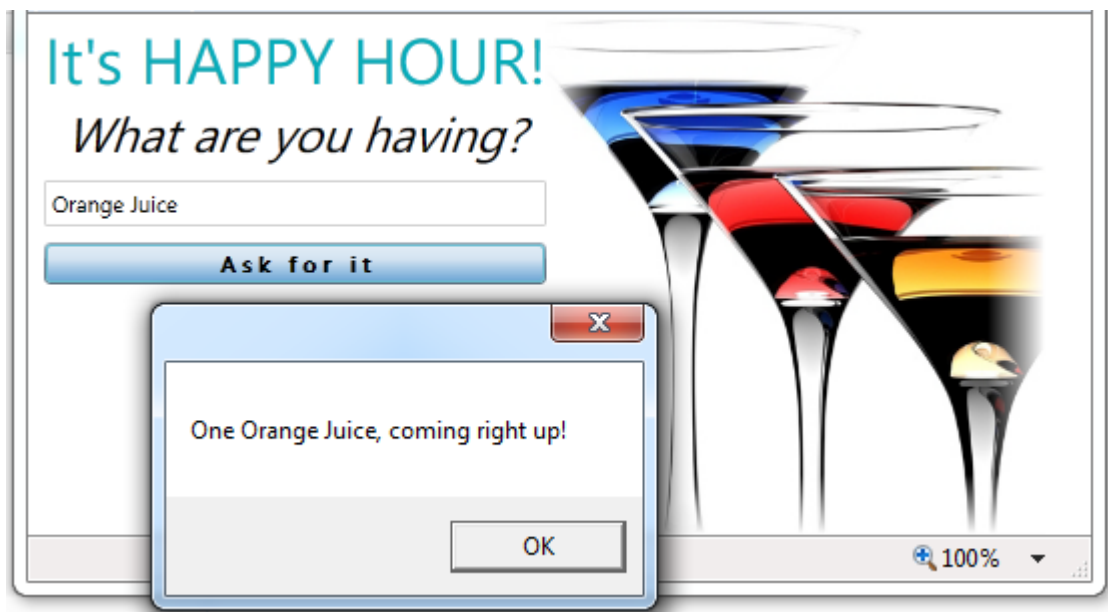 It's HAPPY HOUR!
What are you having?
Orange Juice
Ask for it
One Orange Juice, coming right up!
OK
100%